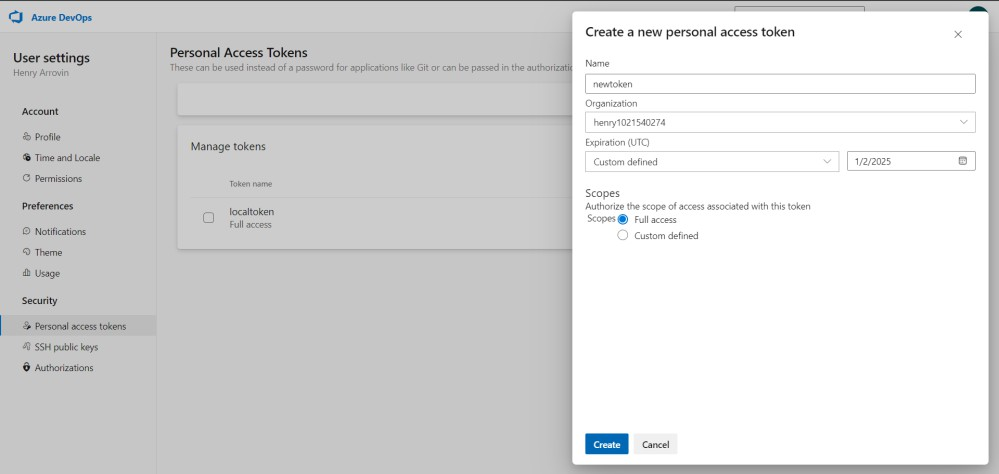 Azure DevOps
User settings
Henry Arrovin
Account
Profile
Time and Locale
Permissions
Preferences
Notifications
Theme
Usage
Security
Personal access tokens
SSH public keys
Authorizations
Personal Access Tokens
These can be used instead of a password for applications like Git or can be passed in the authorizatio
Manage tokens
Token name
localtoken
Full access
Create a new personal access token
Name
newtoken
Organization
henry1021540274
Expiration (UTC)
Custom defined
1/2/2025
Scopes
Authorize the scope of access associated with this token
Scopes Full access
Custom defined
Create
Cancel